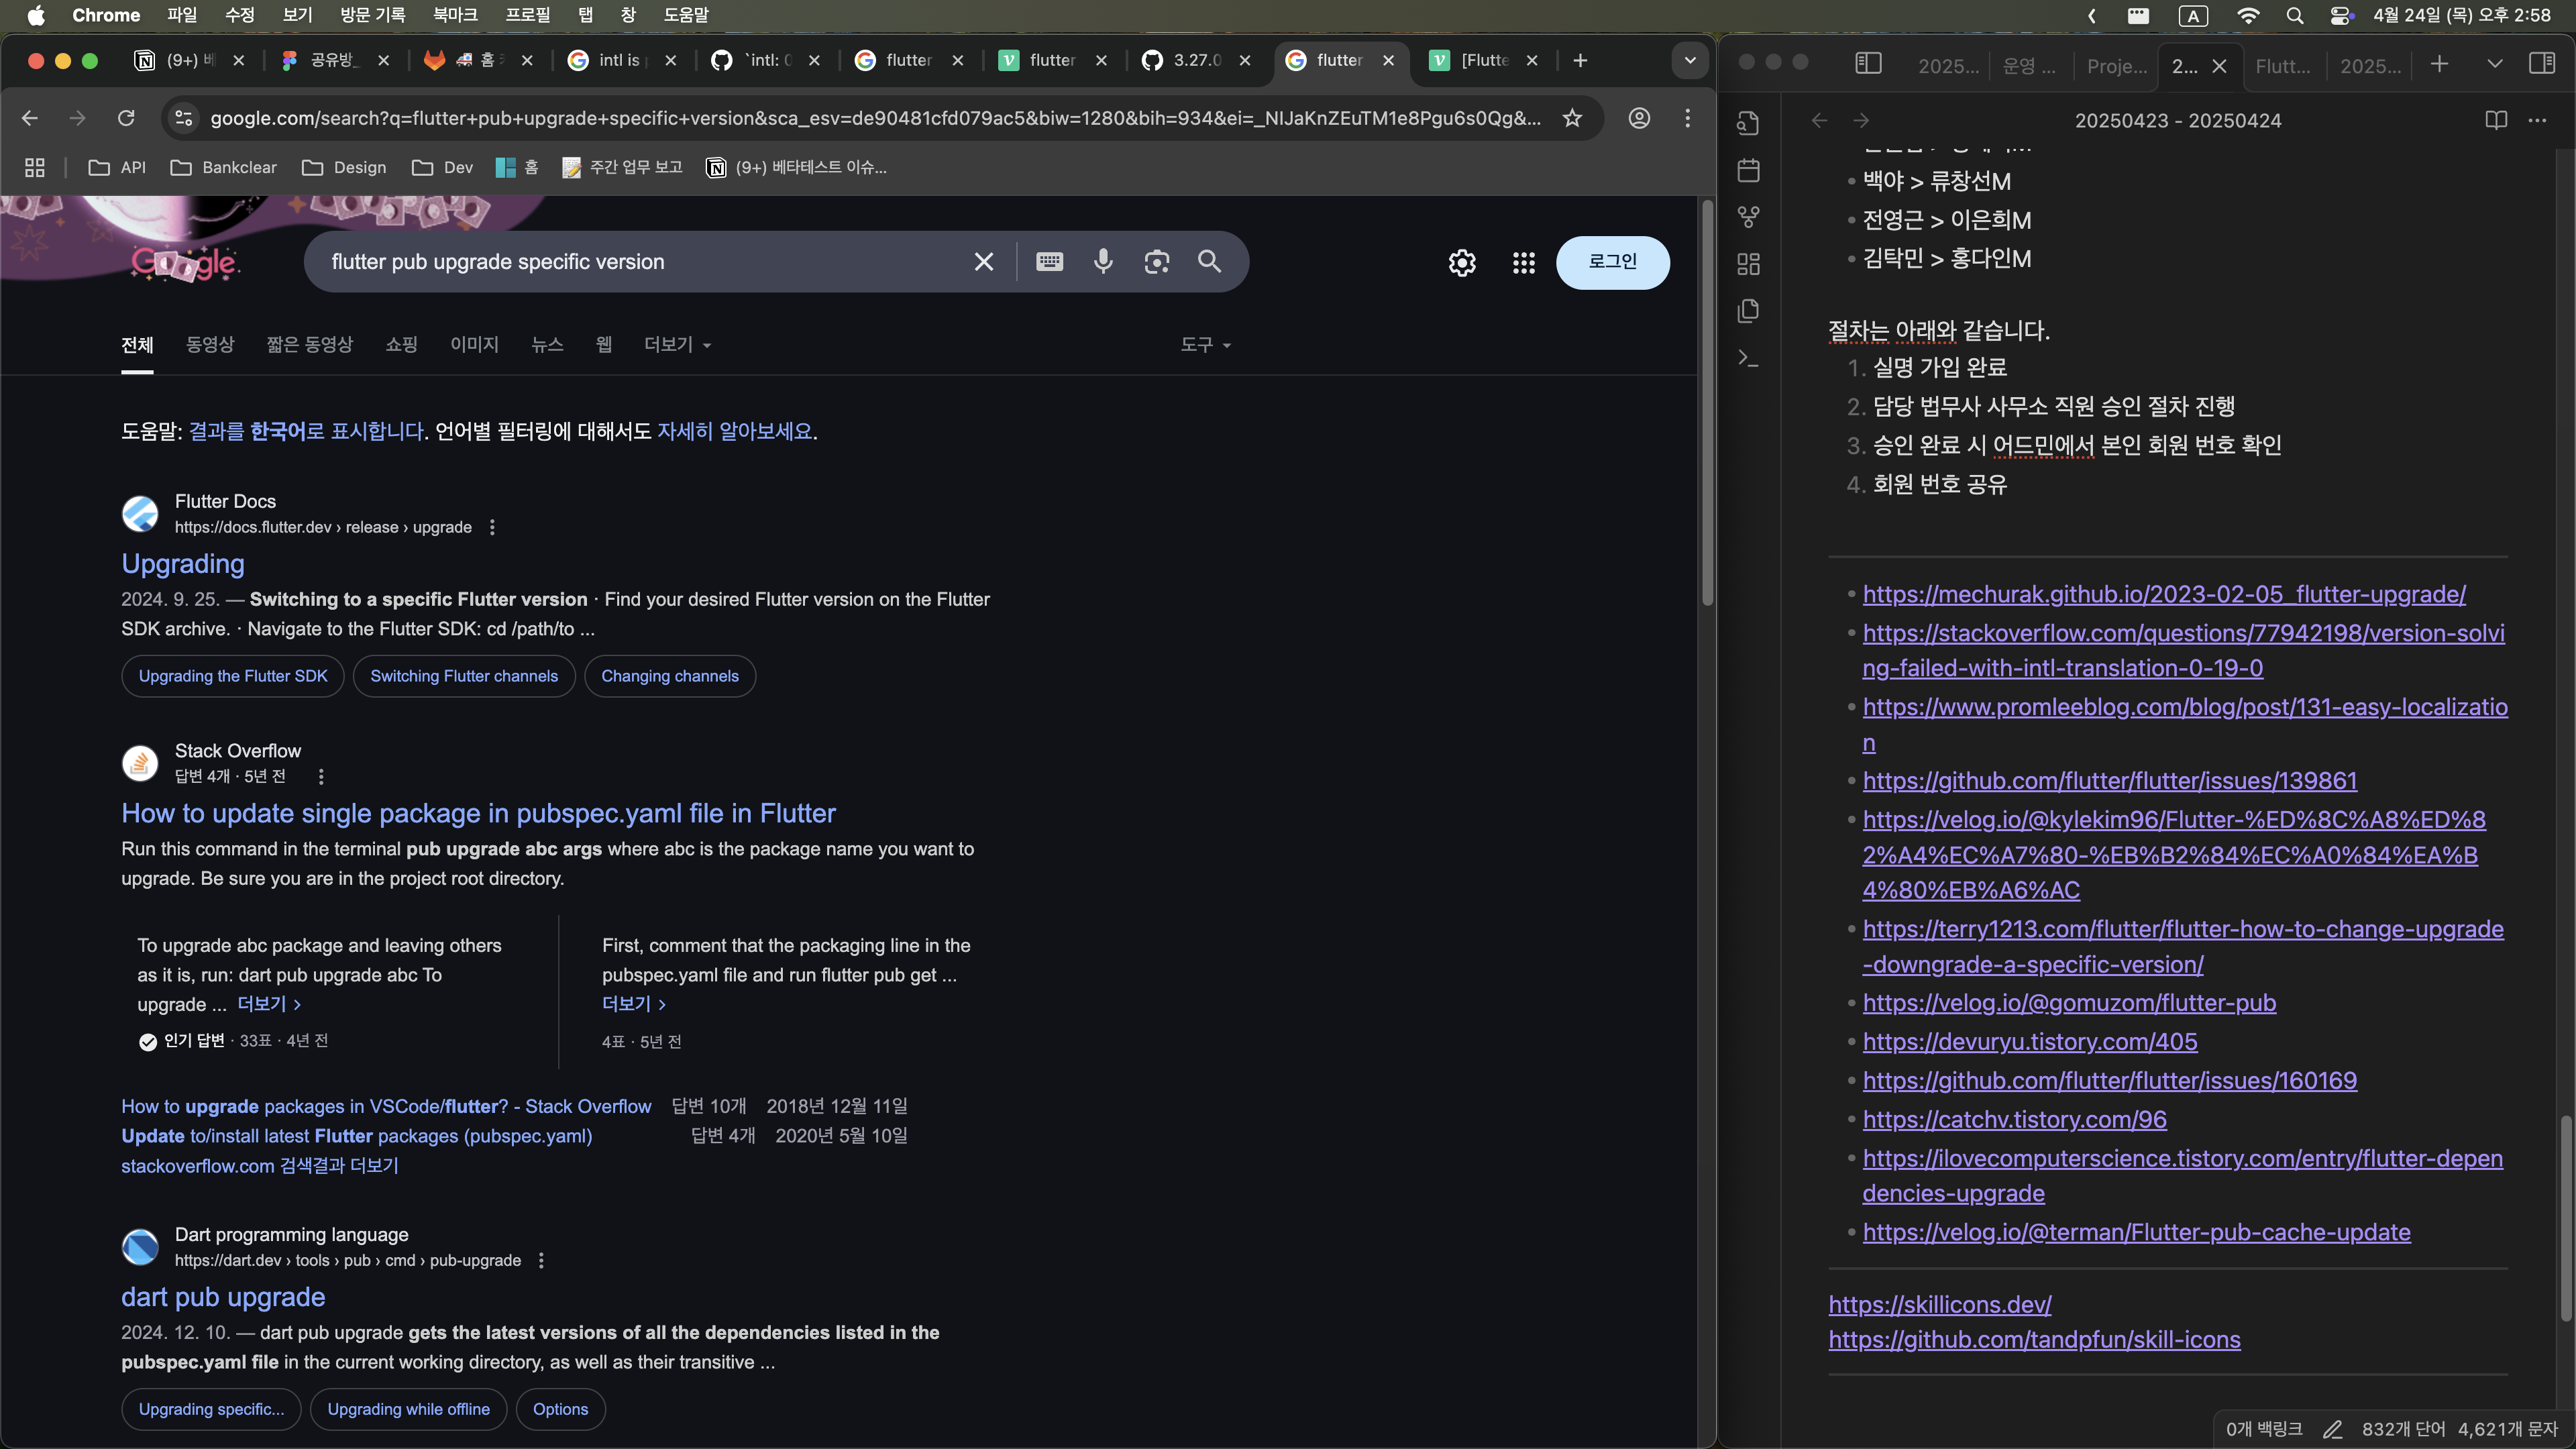 Chrome 파일 수정 보기 방문 기록 북마크 프로필 탭 창 도움말
A 4월 24일 (목) 오후 2:58
(9+) 베 공유방_ 홈 intl is `intl: 0 flutter flutter 3.27.0 flutter [Flutte
google.com/search?q=flutter+pub+upgrade+specific+version&sca_esv=de90481cfd079ac5&biw=1280&bih=934&ei=_NIJaKnZEuTM1e8Pgu6s0Qg&...
API Bankclear Design Dev 홈 주간 업무 보고 (9+) 베타테스트 이슈...
Google
flutter pub upgrade specific version
로그인
전체 동영상 짧은 동영상 쇼핑 이미지 뉴스 웹 더보기 도구
도움말: 결과를 한국어로 표시합니다. 언어별 필터링에 대해서도 자세히 알아보세요.
Flutter Docs
https://docs.flutter.dev › release › upgrade
Upgrading
2024. 9. 25. — Switching to a specific Flutter version · Find your desired Flutter version on the Flutter
SDK archive. · Navigate to the Flutter SDK: cd /path/to ...
Upgrading the Flutter SDK Switching Flutter channels Changing channels
Stack Overflow
답변 4개 · 5년 전
How to update single package in pubspec.yaml file in Flutter
Run this command in the terminal pub upgrade abc args where abc is the package name you want to
upgrade. Be sure you are in the project root directory.
To upgrade abc package and leaving others
as it is, run: dart pub upgrade abc To
upgrade ... 더보기 ›
인기 답변 · 33표 · 4년 전
First, comment that the packaging line in the
pubspec.yaml file and run flutter pub get ...
더보기 ›
4표 · 5년 전
How to upgrade packages in VSCode/flutter? - Stack Overflow 답변 10개 2018년 12월 11일
Update to/install latest Flutter packages (pubspec.yaml) 답변 4개 2020년 5월 10일
stackoverflow.com 검색결과 더보기
Dart programming language
https://dart.dev › tools › pub › cmd › pub-upgrade
dart pub upgrade
2024. 12. 10. — dart pub upgrade gets the latest versions of all the dependencies listed in the
pubspec.yaml file in the current working directory, as well as their transitive ...
Upgrading specific... Upgrading while offline Options
2025... 운영 ... Proje... 2... Flutt... 2025...
20250423 - 20250424
백야 > 류창선M
전영근 > 이은희M
김탁민 > 홍다인M
절차는 아래와 같습니다.
1. 실명 가입 완료
2. 담당 법무사 사무소 직원 승인 절차 진행
3. 승인 완료 시 어드민에서 본인 회원 번호 확인
4. 회원 번호 공유
https://mechurak.github.io/2023-02-05_flutter-upgrade/
https://stackoverflow.com/questions/77942198/version-solvi
ng-failed-with-intl-translation-0-19-0
https://www.promleeblog.com/blog/post/131-easy-localizatio
n
https://github.com/flutter/flutter/issues/139861
https://velog.io/@kylekim96/Flutter-%ED%8C%A8%ED%8
2%A4%EC%A7%80-%EB%B2%84%EC%A0%84%EA%B
4%80%EB%A6%AC
https://terry1213.com/flutter/flutter-how-to-change-upgrade
-downgrade-a-specific-version/
https://velog.io/@gomuzom/flutter-pub
https://devuryu.tistory.com/405
https://github.com/flutter/flutter/issues/160169
https://catchv.tistory.com/96
https://ilovecomputerscience.tistory.com/entry/flutter-depen
dencies-upgrade
https://velog.io/@terman/Flutter-pub-cache-update
https://skillicons.dev/
https://github.com/tandpfun/skill-icons
0개 백링크 832개 단어 4,621개 문자